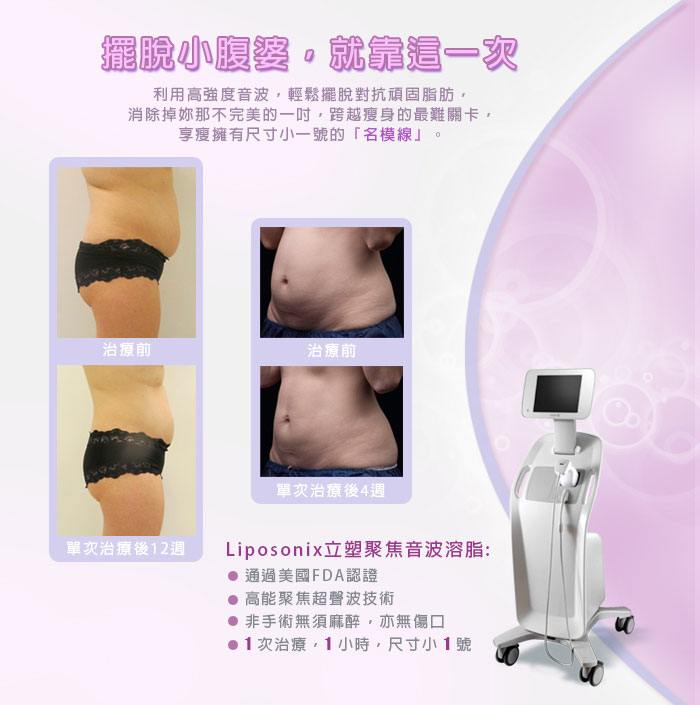 擺脫小腹婆，就靠這一次
利用高強度音波，輕鬆擺脫對抗頑固脂肪，
消除掉妳那不完美的一吋，跨越瘦身的最難關卡，
享瘦擁有尺寸小一號的「名模線」。
治療前
單次治療後12週
治療前
單次治療後4週
Liposonix立塑聚焦音波溶脂:
● 通過美國FDA認證
● 高能聚焦超聲波技術
● 非手術無須麻醉，亦無傷口
● 1 次治療，1 小時，尺寸小 1 號